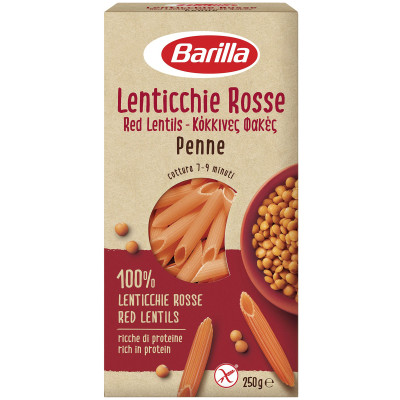 Barilla
Lenticchie Rosse
Red Lentils - Κόκκινες Φακές
Penne
cottura 7-9 minuti
100%
LENTICCHIE ROSSE
RED LENTILS
ricche di proteine
rich in protein
250g e